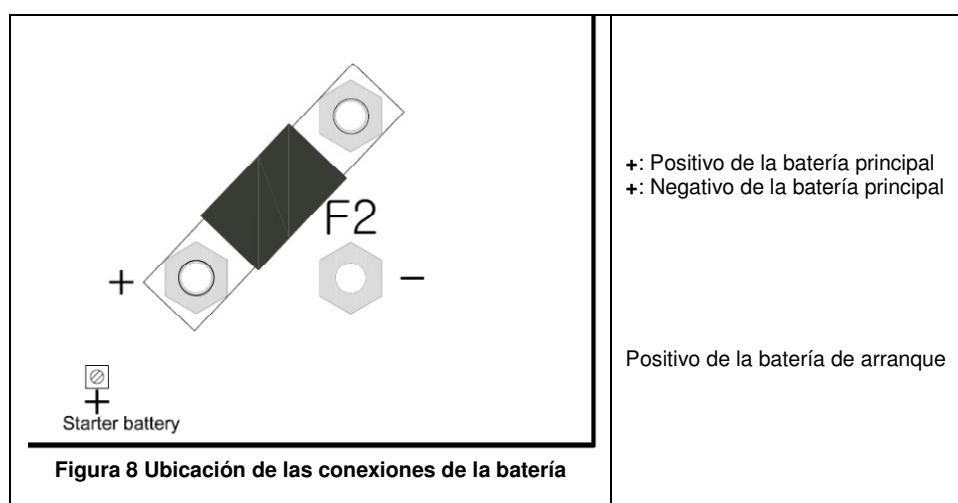 F2
+
−
+
Starter battery
Figura 8 Ubicación de las conexiones de la batería
+: Positivo de la batería principal
+: Negativo de la batería principal
Positivo de la batería de arranque